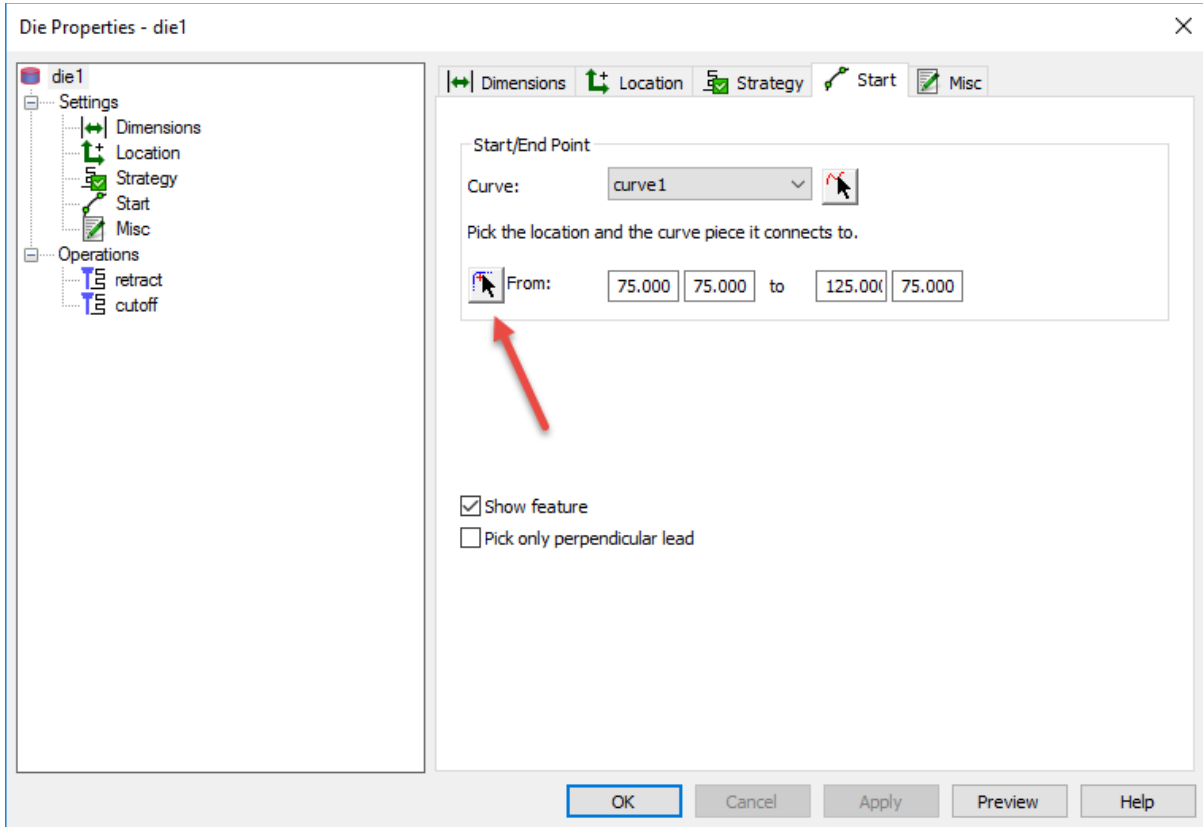 Die Properties - die1
die1
Settings
Dimensions
Location
Strategy
Start
Misc
Operations
retract
cutoff
Dimensions Location Strategy Start Misc
Start/End Point
Curve: curve1
Pick the location and the curve piece it connects to.
From: 75.000 75.000 to 125.00( 75.000
Show feature
Pick only perpendicular lead
OK Cancel Apply Preview Help